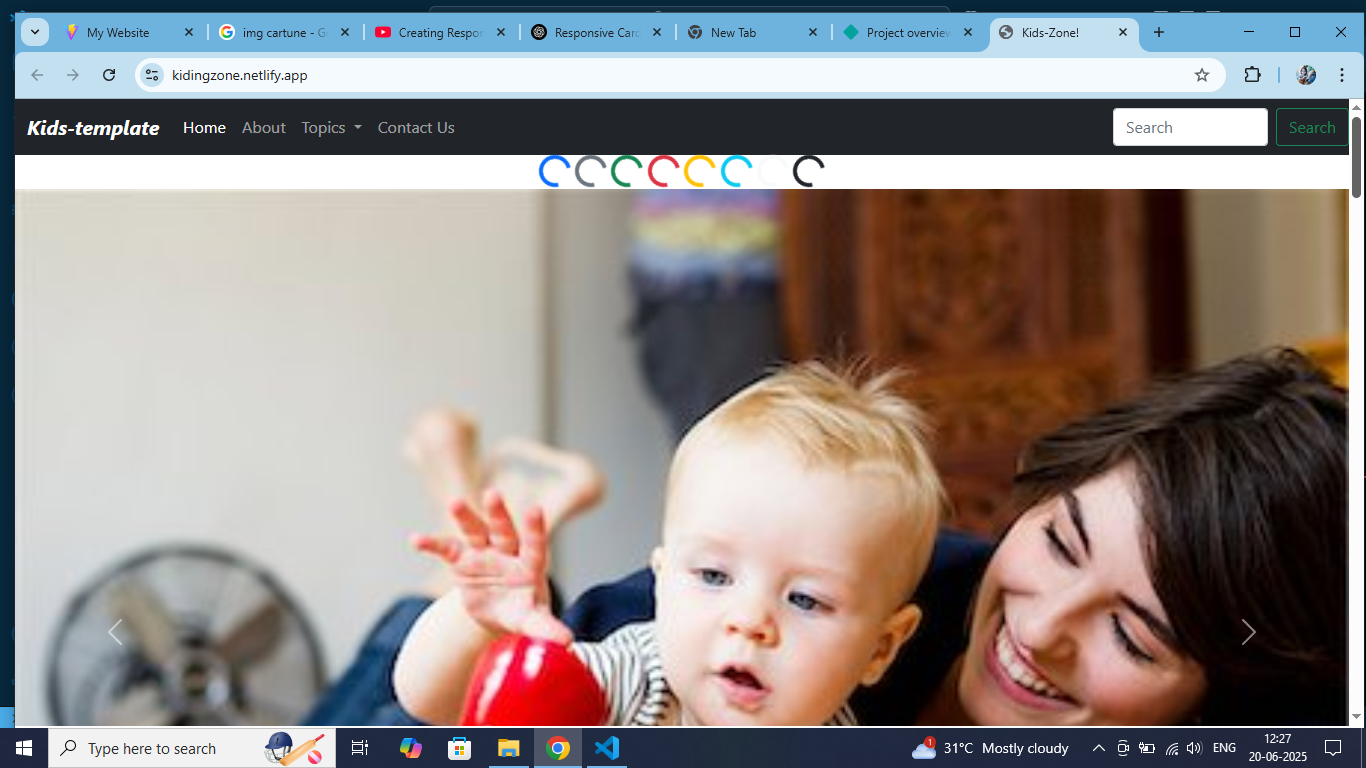 My Website
img cartune - G
Creating Respor
Responsive Card
New Tab
Project overview
Kids-Zone!
kidingzone.netlify.app
Kids-template
Home
About
Topics
Contact Us
Search
Search
Type here to search
1
31°C Mostly cloudy
ENG
12:27
20-06-2025